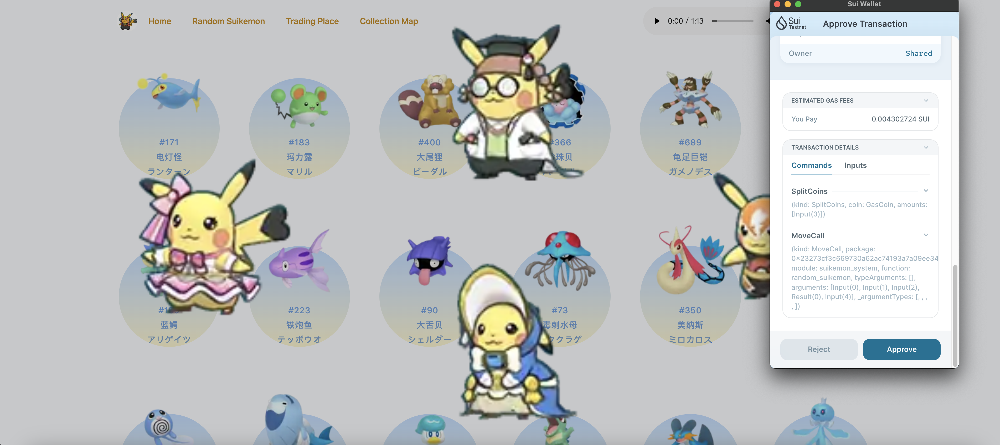 Home
Random Suikemon
Trading Place
Collection Map
0:00 / 1:13
#171
电灯怪
ランターン
#183
玛力露
マリル
#400
大尾狸
ビーダル
#366
珠贝
#689
龟足巨铠
ガメノデス
蓝鳄
アリゲイツ
#223
铁炮鱼
テッポウオ
#90
大舌贝
シェルダー
#73
毒刺水母
ククラゲ
#350
美纳斯
ミロカロス
Sui Wallet
Sui
Testnet
Approve Transaction
Owner
Shared
ESTIMATED GAS FEES
You Pay
0.004302724 SUI
TRANSACTION DETAILS
Commands
Inputs
SplitCoins
(kind: SplitCoins, coin: GasCoin, amounts:
[Input(3)])
MoveCall
(kind: MoveCall, package:
0x23273cf3c669730a62ac74193a7a09ee34
module: suikemon_system, function:
random_suikemon, typeArguments: [],
arguments: [Input(0), Input(1), Input(2),
Result(0), Input(4)], _argumentTypes: [, , ,
, ])
Reject
Approve